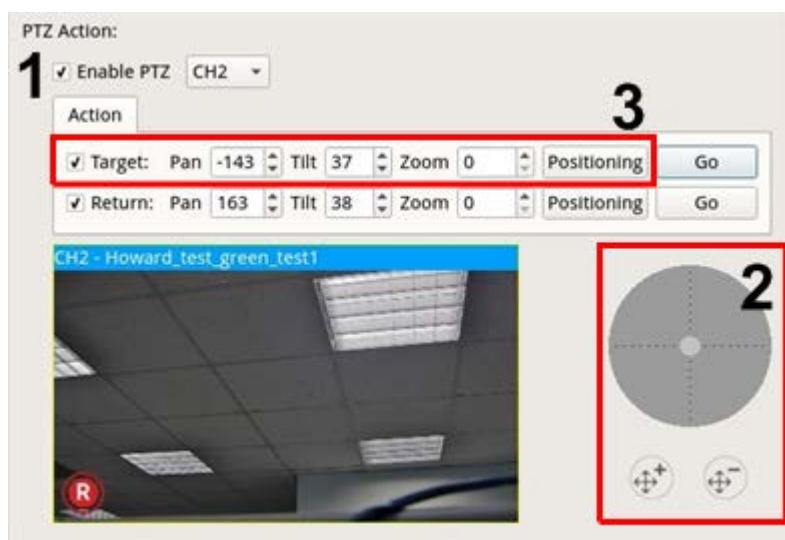 PTZ Action:
1 Enable PTZ CH2
Action
3
Target: Pan -143 Tilt 37 Zoom 0 Positioning Go
Return: Pan 163 Tilt 38 Zoom 0 Positioning Go
CH2 - Howard_test_green_test1
2
R